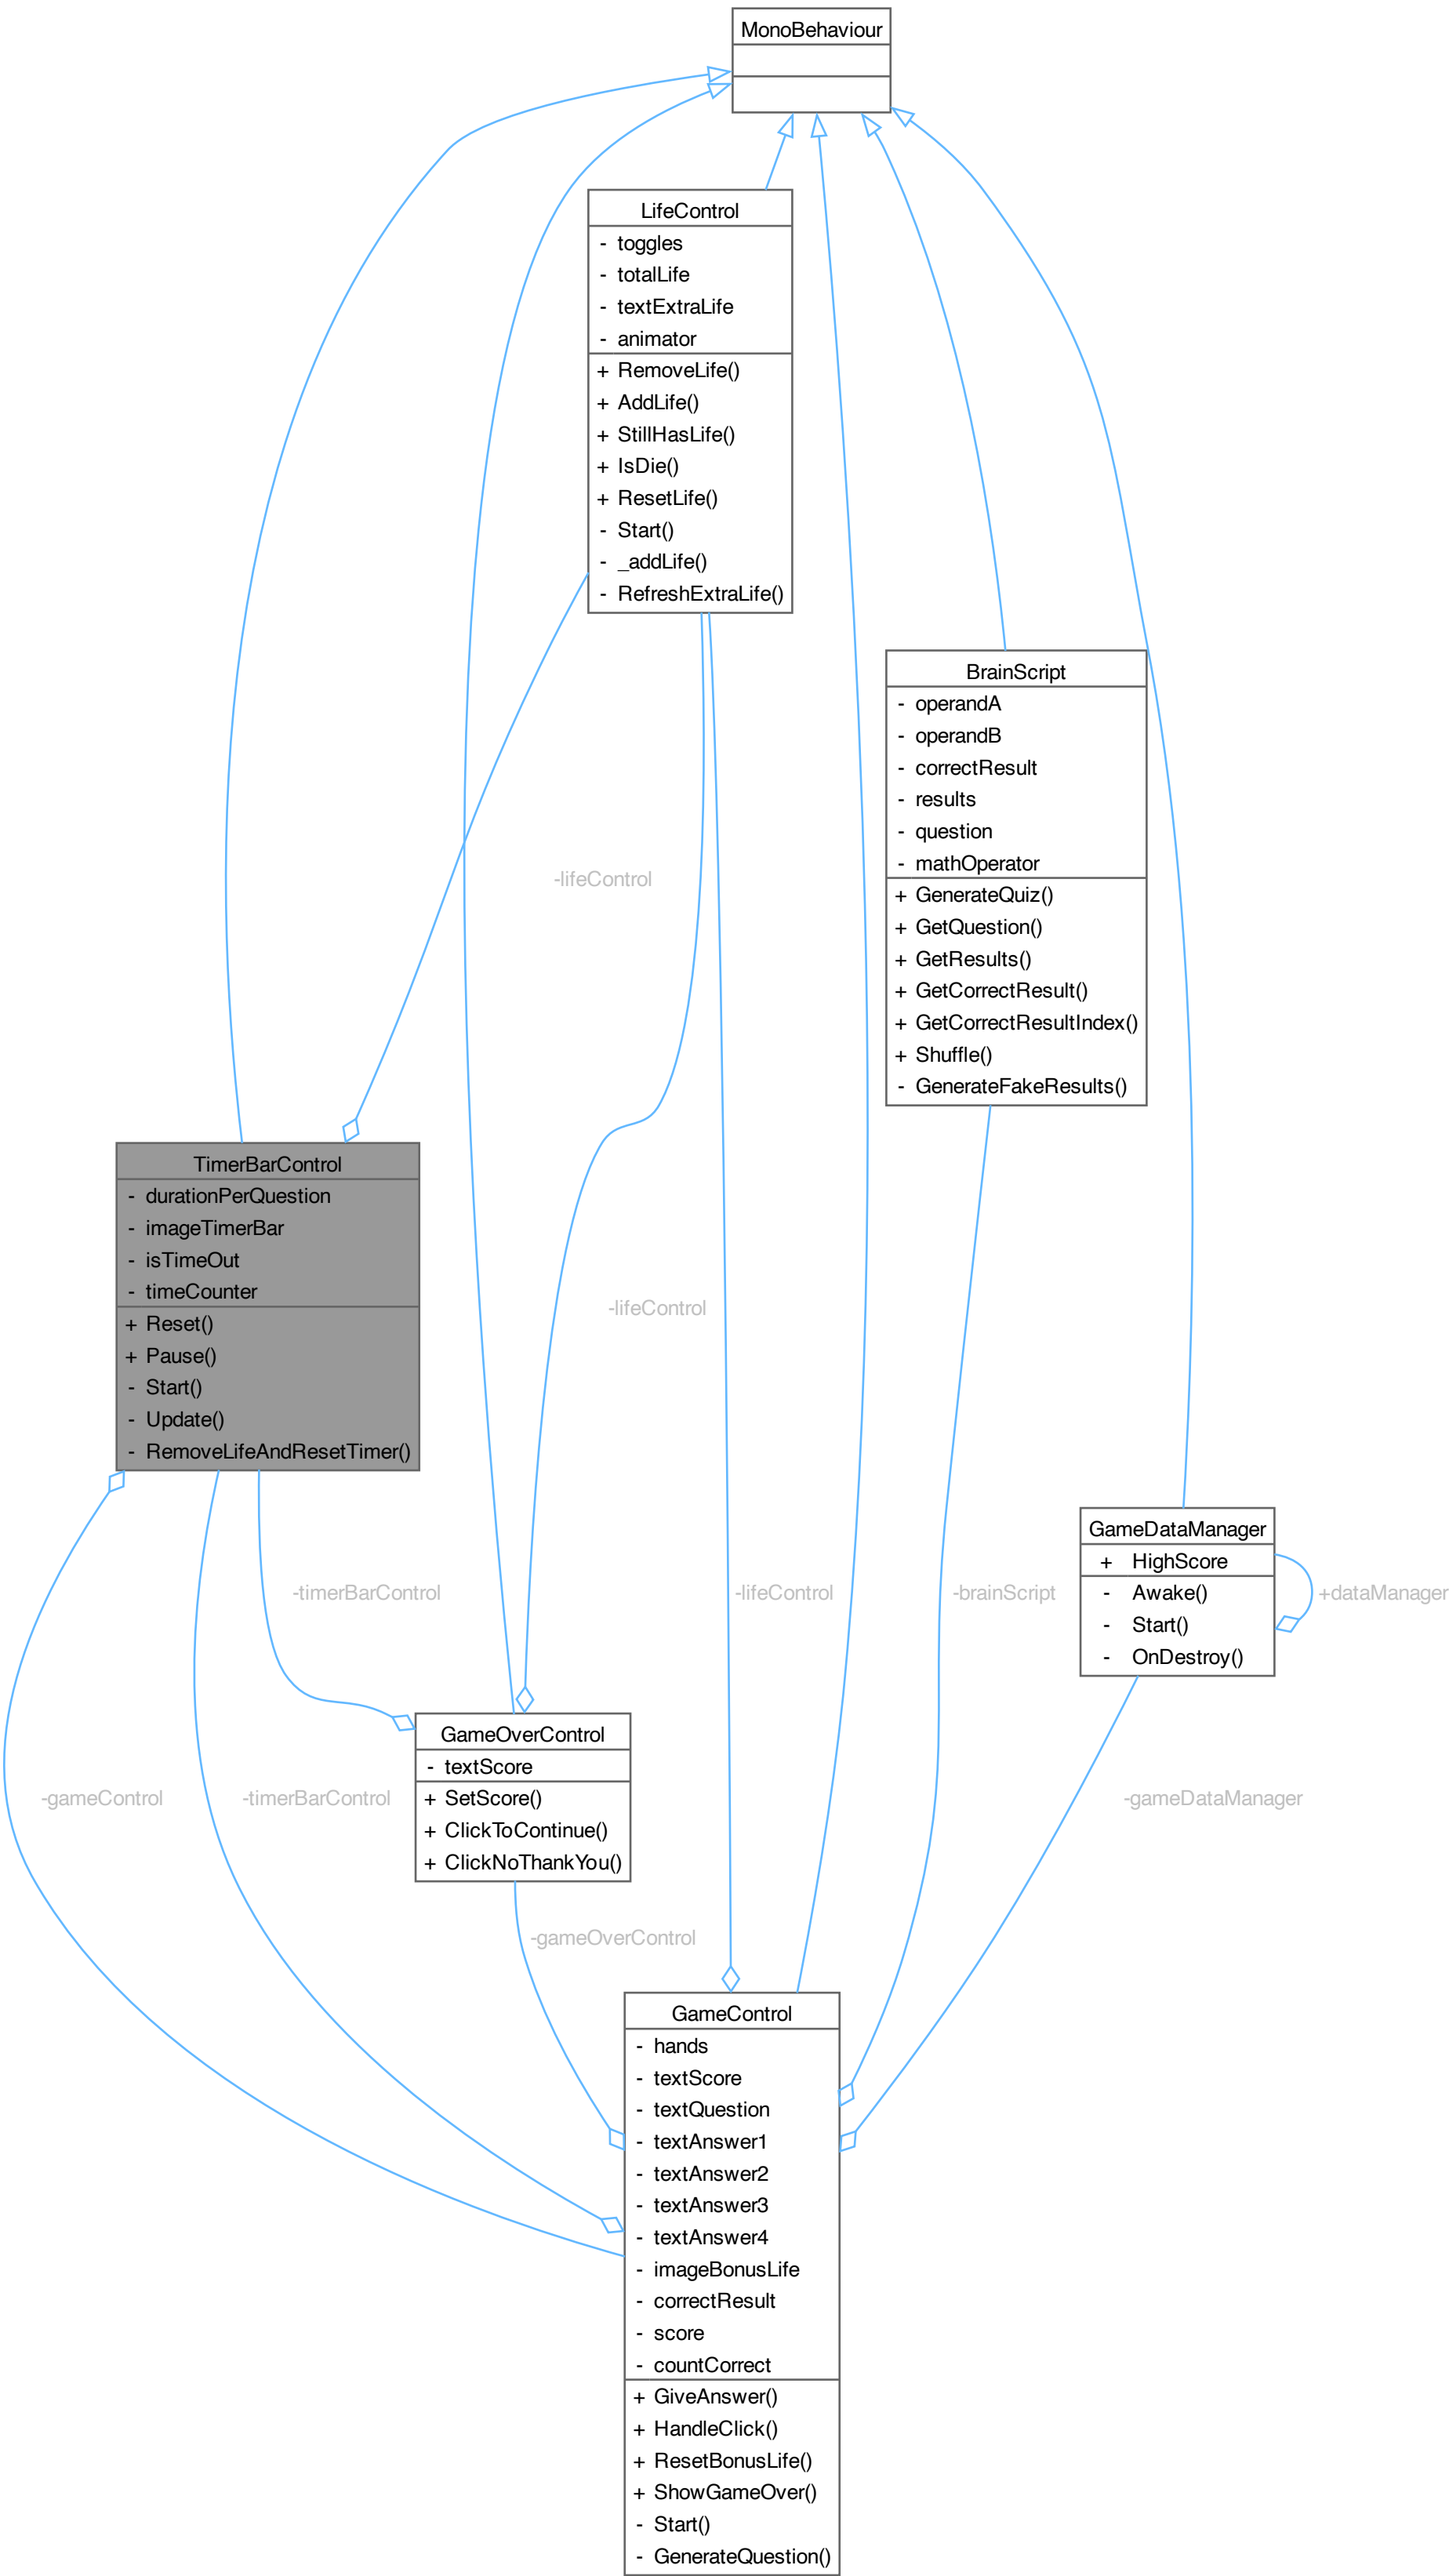 MonoBehaviour
LifeControl
- toggles
- totalLife
- textExtraLife
- animator
+ RemoveLife()
+ AddLife()
+ StillHasLife()
+ IsDie()
+ ResetLife()
- Start()
- _addLife()
- RefreshExtraLife()
BrainScript
- operandA
- operandB
- correctResult
- results
- question
- mathOperator
+ GenerateQuiz()
+ GetQuestion()
+ GetResults()
+ GetCorrectResult()
+ GetCorrectResultIndex()
+ Shuffle()
- GenerateFakeResults()
-lifeControl
TimerBarControl
- durationPerQuestion
- imageTimerBar
- isTimeOut
- timeCounter
+ Reset()
+ Pause()
- Start()
- Update()
- RemoveLifeAndResetTimer()
-lifeControl
GameDataManager
+ HighScore
- Awake()
- Start()
- OnDestroy()
-timerBarControl
-lifeControl
-brainScript
+dataManager
GameOverControl
- textScore
+ SetScore()
+ ClickToContinue()
+ ClickNoThankYou()
-gameControl
-timerBarControl
-gameDataManager
-gameOverControl
GameControl
- hands
- textScore
- textQuestion
- textAnswer1
- textAnswer2
- textAnswer3
- textAnswer4
- imageBonusLife
- correctResult
- score
- countCorrect
+ GiveAnswer()
+ HandleClick()
+ ResetBonusLife()
+ ShowGameOver()
- Start()
- GenerateQuestion()